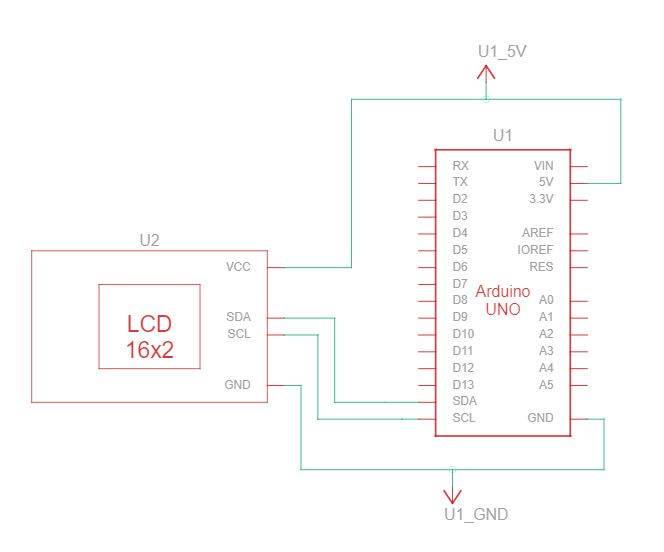 U1_5V
U1
RX
TX
D2
D3
D4
D5
D6
D7
D8
D9
D10
D11
D12
D13
SDA
SCL
Arduino
UNO
VIN
5V
3.3V
AREF
IOREF
RES
A0
A1
A2
A3
A4
A5
GND
U2
LCD
16x2
VCC
SDA
SCL
GND
U1_GND